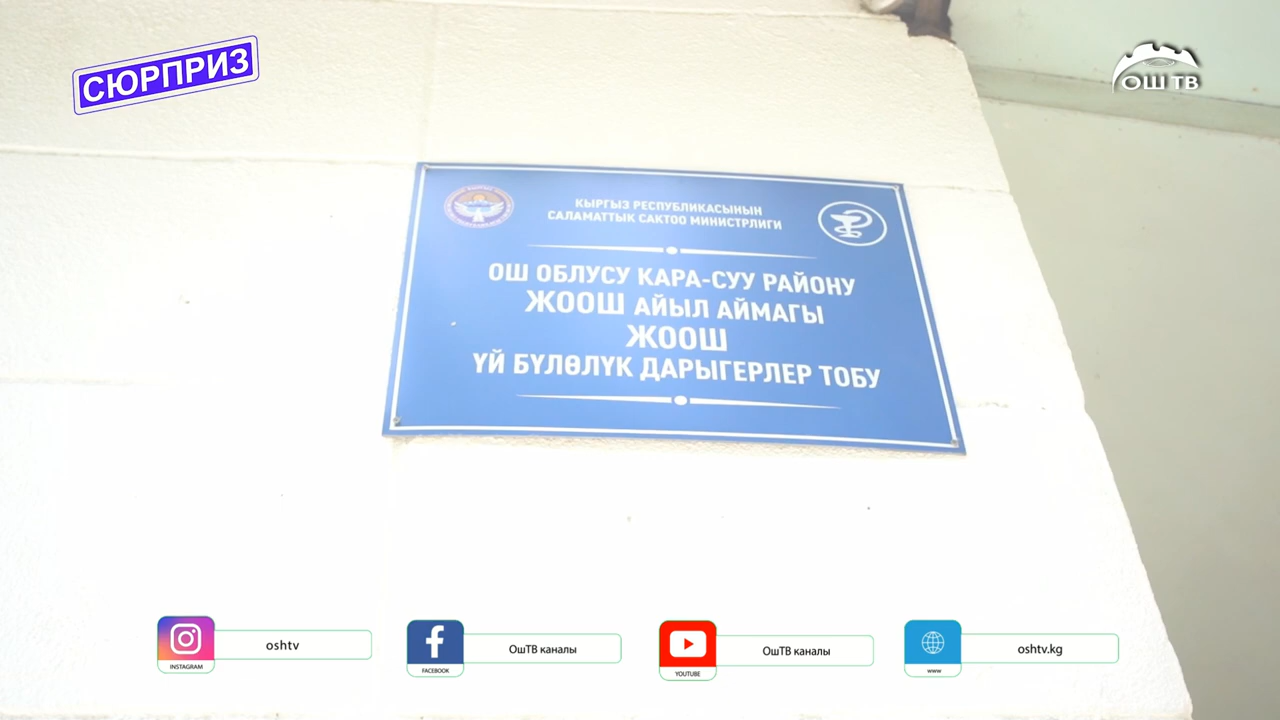 СЮРПРИЗ
ОШ ТВ
КЫРГЫЗ РЕСПУБЛИКАСЫНЫН
САЛАМАТТЫК САКТОО МИНИСТРЛИГИ
ОШ ОБЛУСУ КАРА-СУУ РАЙОНУ
ЖООШ АЙЫЛ АЙМАГЫ
ЖООШ
ҮЙ БҮЛӨЛҮК ДАРЫГЕРЛЕР ТОБУ
INSTAGRAM
oshtv
FACEBOOK
ОшТВ каналы
YOUTUBE
ОшТВ каналы
www
oshtv.kg